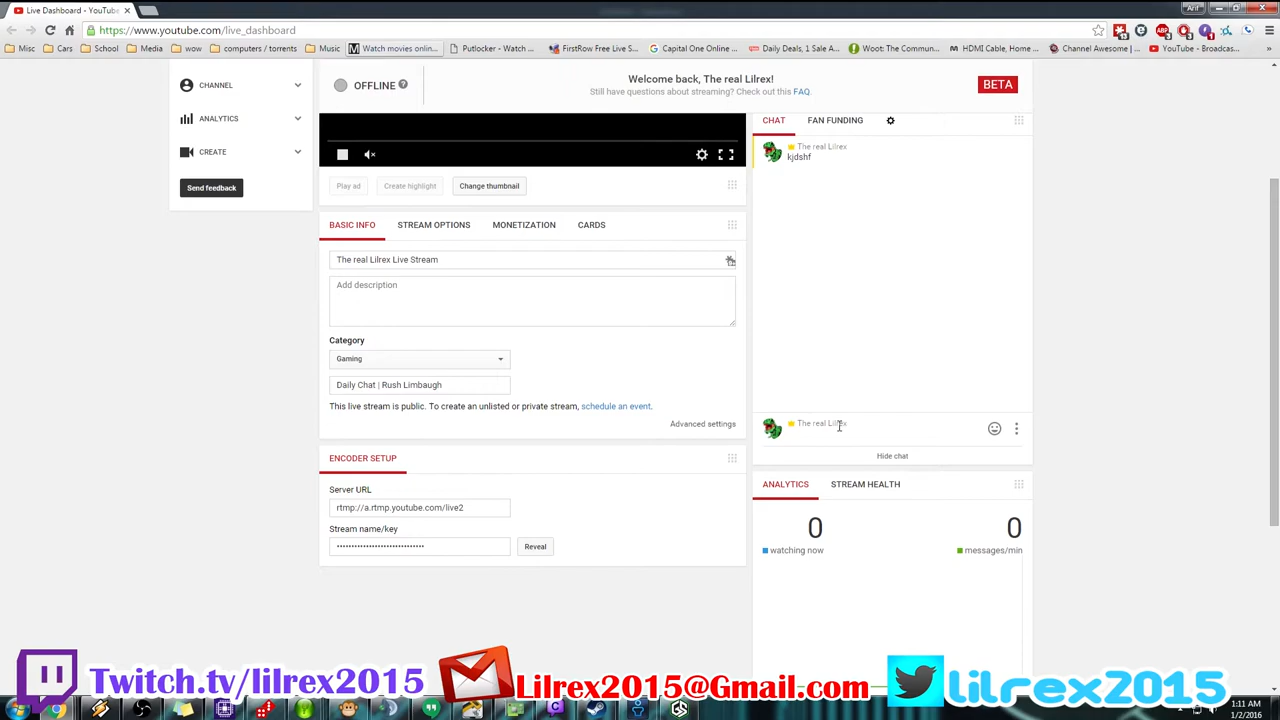 Live Dashboard - YouTube
Arif
https://www.youtube.com/live_dashboard
Misc
Cars
School
Media
wow
computers / torrents
Music
Watch movies onlin...
Putlocker - Watch ...
FirstRow Free Live S...
Capital One Online ...
Daily Deals, 1 Sale A...
Woot: The Commun...
HDMI Cable, Home ...
Channel Awesome | ...
YouTube - Broadcas...
CHANNEL
ANALYTICS
CREATE
Send feedback
OFFLINE
Welcome back, The real Lilrex!
Still have questions about streaming? Check out this FAQ.
BETA
Play ad
Create highlight
Change thumbnail
BASIC INFO
STREAM OPTIONS
MONETIZATION
CARDS
The real Lilrex Live Stream
Add description
Category
Gaming
Daily Chat | Rush Limbaugh
This live stream is public. To create an unlisted or private stream, schedule an event.
Advanced settings
ENCODER SETUP
Server URL
rtmp://a.rtmp.youtube.com/live2
Stream name/key
Reveal
CHAT
FAN FUNDING
The real Lilrex
kjdshf
The real Lilrex
Hide chat
ANALYTICS
STREAM HEALTH
0
watching now
0
messages/min
Twitch.tv/lilrex2015
Lilrex2015@Gmail.com
lilrex2015
1:11 AM
1/2/2016